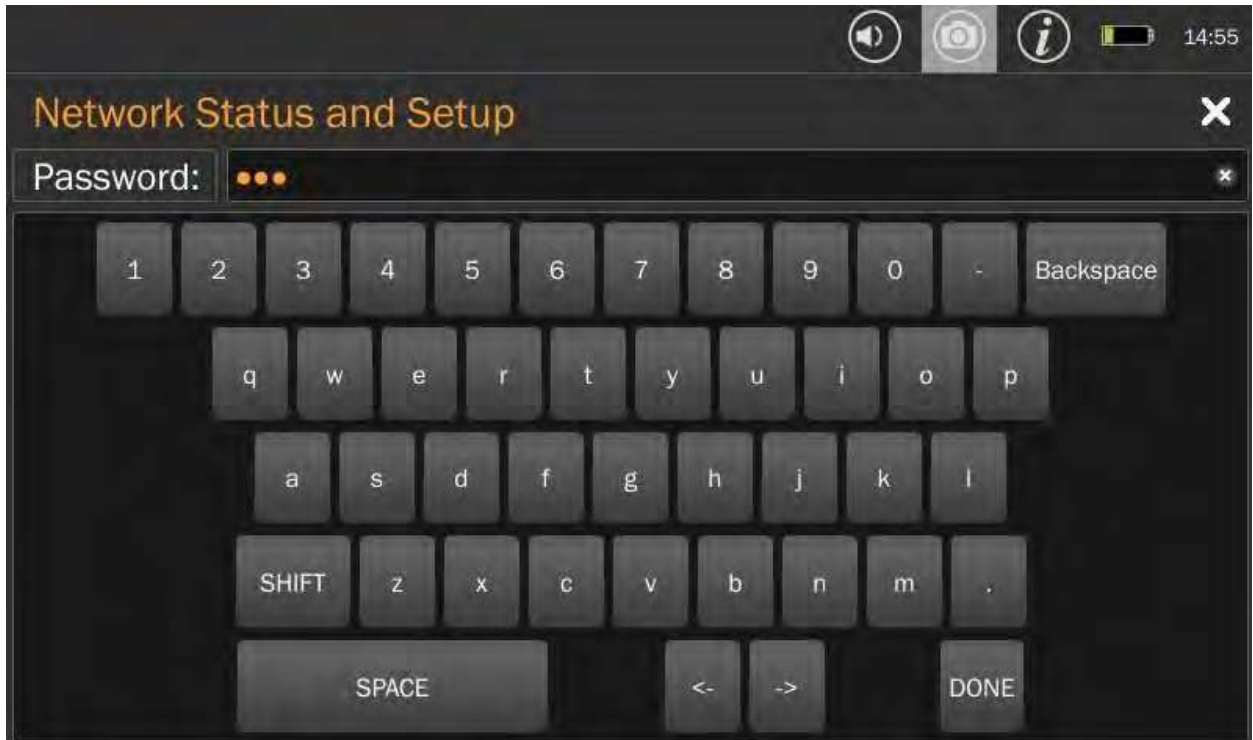 14:55
Network Status and Setup
Password: •••
1 2 3 4 5 6 7 8 9 0 - Backspace
q w e r t y u i o p
a s d f g h j k l
SHIFT z x c v b n m .
SPACE <- -> DONE